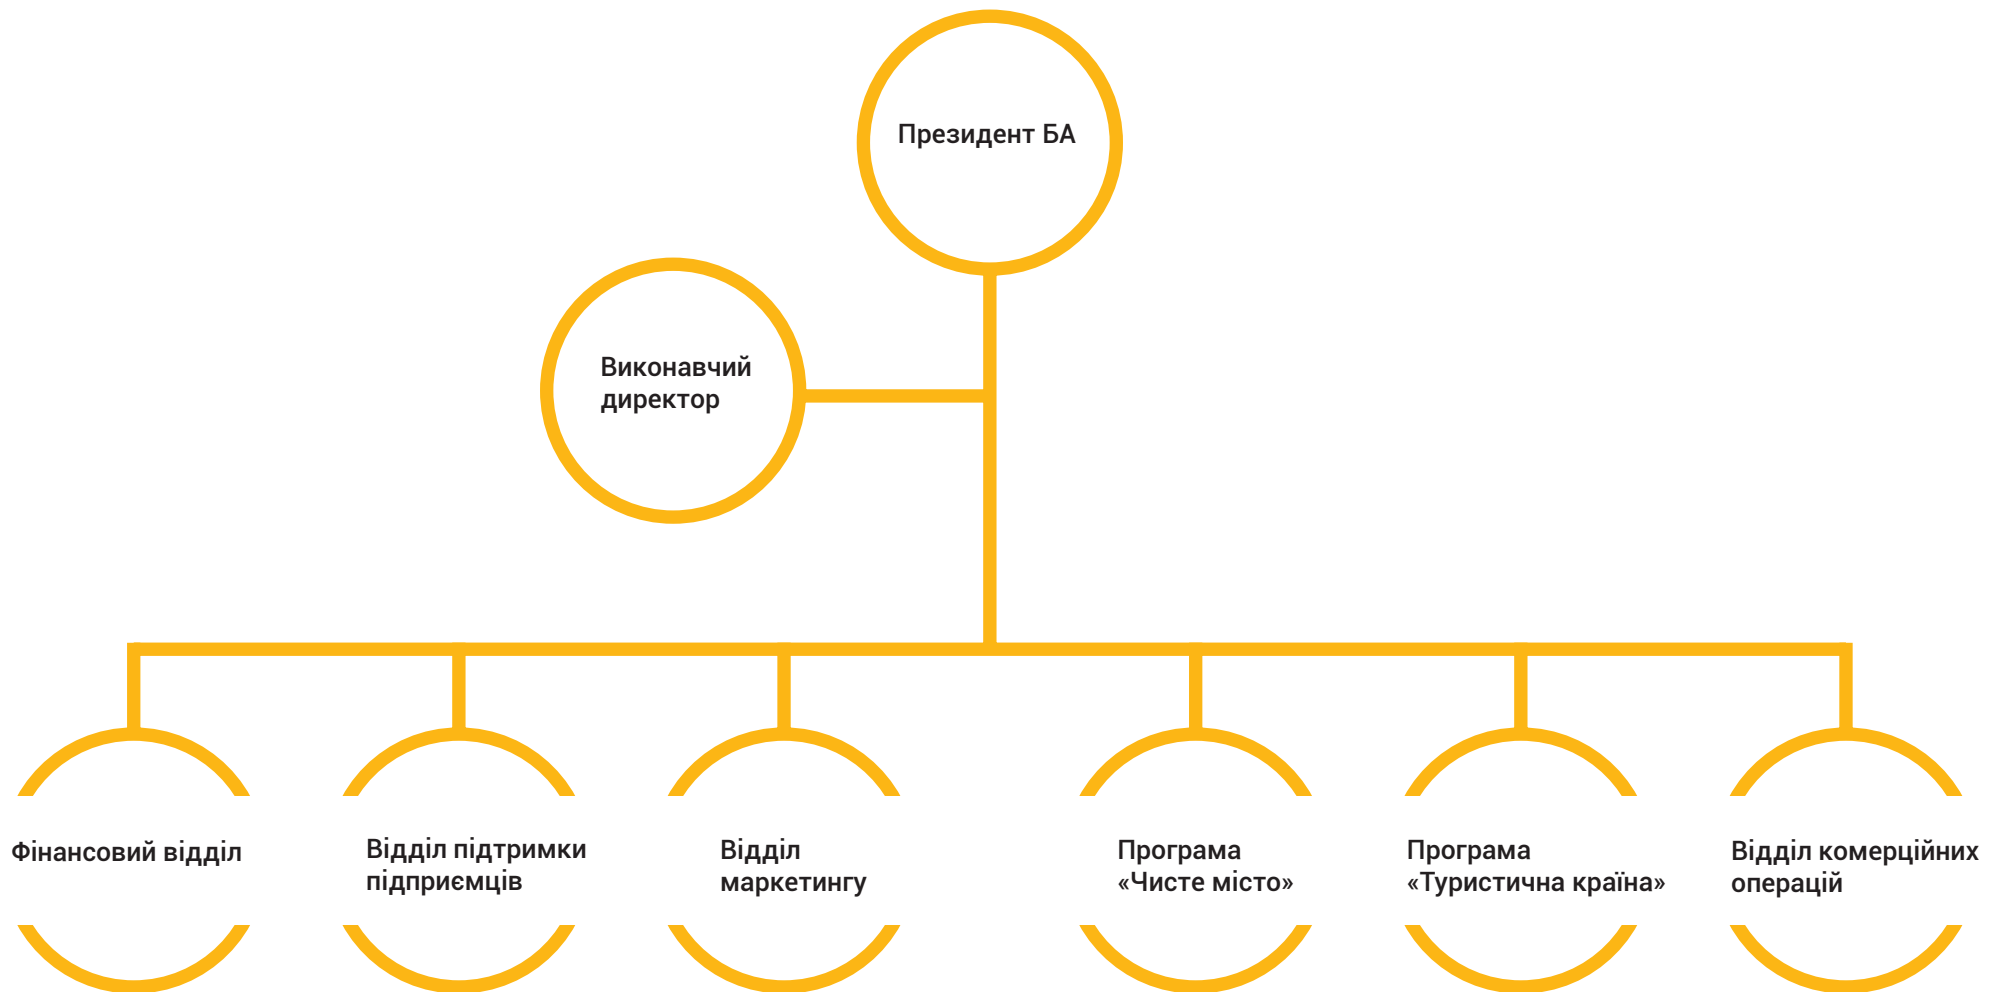 Президент БА
Виконавчий
директор
Фінансовий відділ
Відділ підтримки
підприємців
Відділ
маркетингу
Програма
«Чисте місто»
Програма
«Туристична країна»
Відділ комерційних
операцій